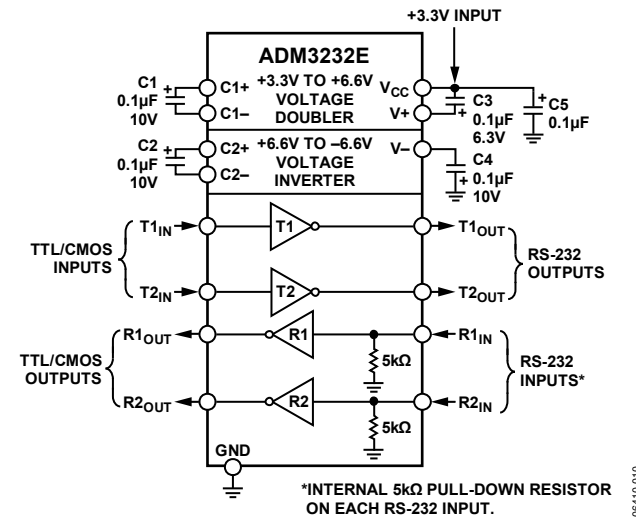 +3.3V INPUT
ADM3232E
C1
+
0.1µF
10V
C1+
C1–
+3.3V TO +6.6V
VOLTAGE
DOUBLER
VCC
V+
C3
+
0.1µF
6.3V
+
C5
0.1µF
C2
+
0.1µF
10V
C2+
C2–
+6.6V TO –6.6V
VOLTAGE
INVERTER
V–
C4
+
0.1µF
10V
TTL/CMOS
INPUTS
T1IN
T1
T1OUT
T2IN
T2
T2OUT
RS-232
OUTPUTS
TTL/CMOS
OUTPUTS
R1OUT
R1
5kΩ
R1IN
R2OUT
R2
5kΩ
R2IN
RS-232
INPUTS*
GND
*INTERNAL 5kΩ PULL-DOWN RESISTOR
ON EACH RS-232 INPUT.